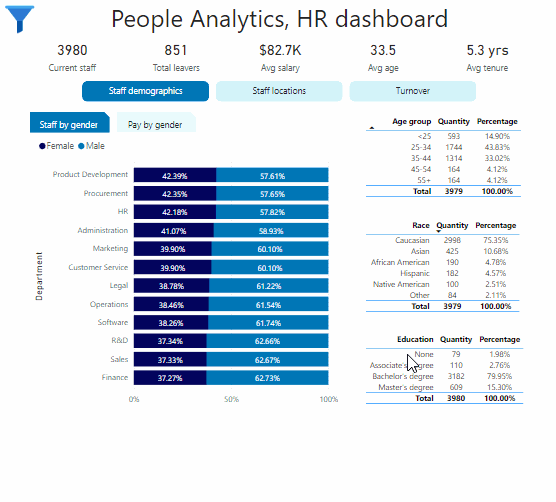 People Analytics, HR dashboard
3980 851 $82.7K 33.5 5.3 yrs
Current staff Total leavers Avg salary Avg age Avg tenure
Staff demographics Staff locations Turnover
Staff by gender Pay by gender
Female Male
Department
Product Development 42.39% 57.61%
Procurement 42.35% 57.65%
HR 42.18% 57.82%
Administration 41.07% 58.93%
Marketing 39.90% 60.10%
Customer Service 39.90% 60.10%
Legal 38.78% 61.22%
Operations 38.46% 61.54%
Software 38.26% 61.74%
R&D 37.34% 62.66%
Sales 37.33% 62.67%
Finance 37.27% 62.73%
0% 50% 100%
Age group Quantity Percentage
<25 593 14.90%
25-34 1744 43.83%
35-44 1314 33.02%
45-54 164 4.12%
55+ 164 4.12%
Total 3979 100.00%
Race Quantity Percentage
Caucasian 2998 75.35%
Asian 425 10.68%
African American 190 4.78%
Hispanic 182 4.57%
Native American 100 2.51%
Other 84 2.11%
Total 3979 100.00%
Education Quantity Percentage
None 79 1.98%
Associate's degree 110 2.76%
Bachelor's degree 3182 79.95%
Master's degree 609 15.30%
Total 3980 100.00%